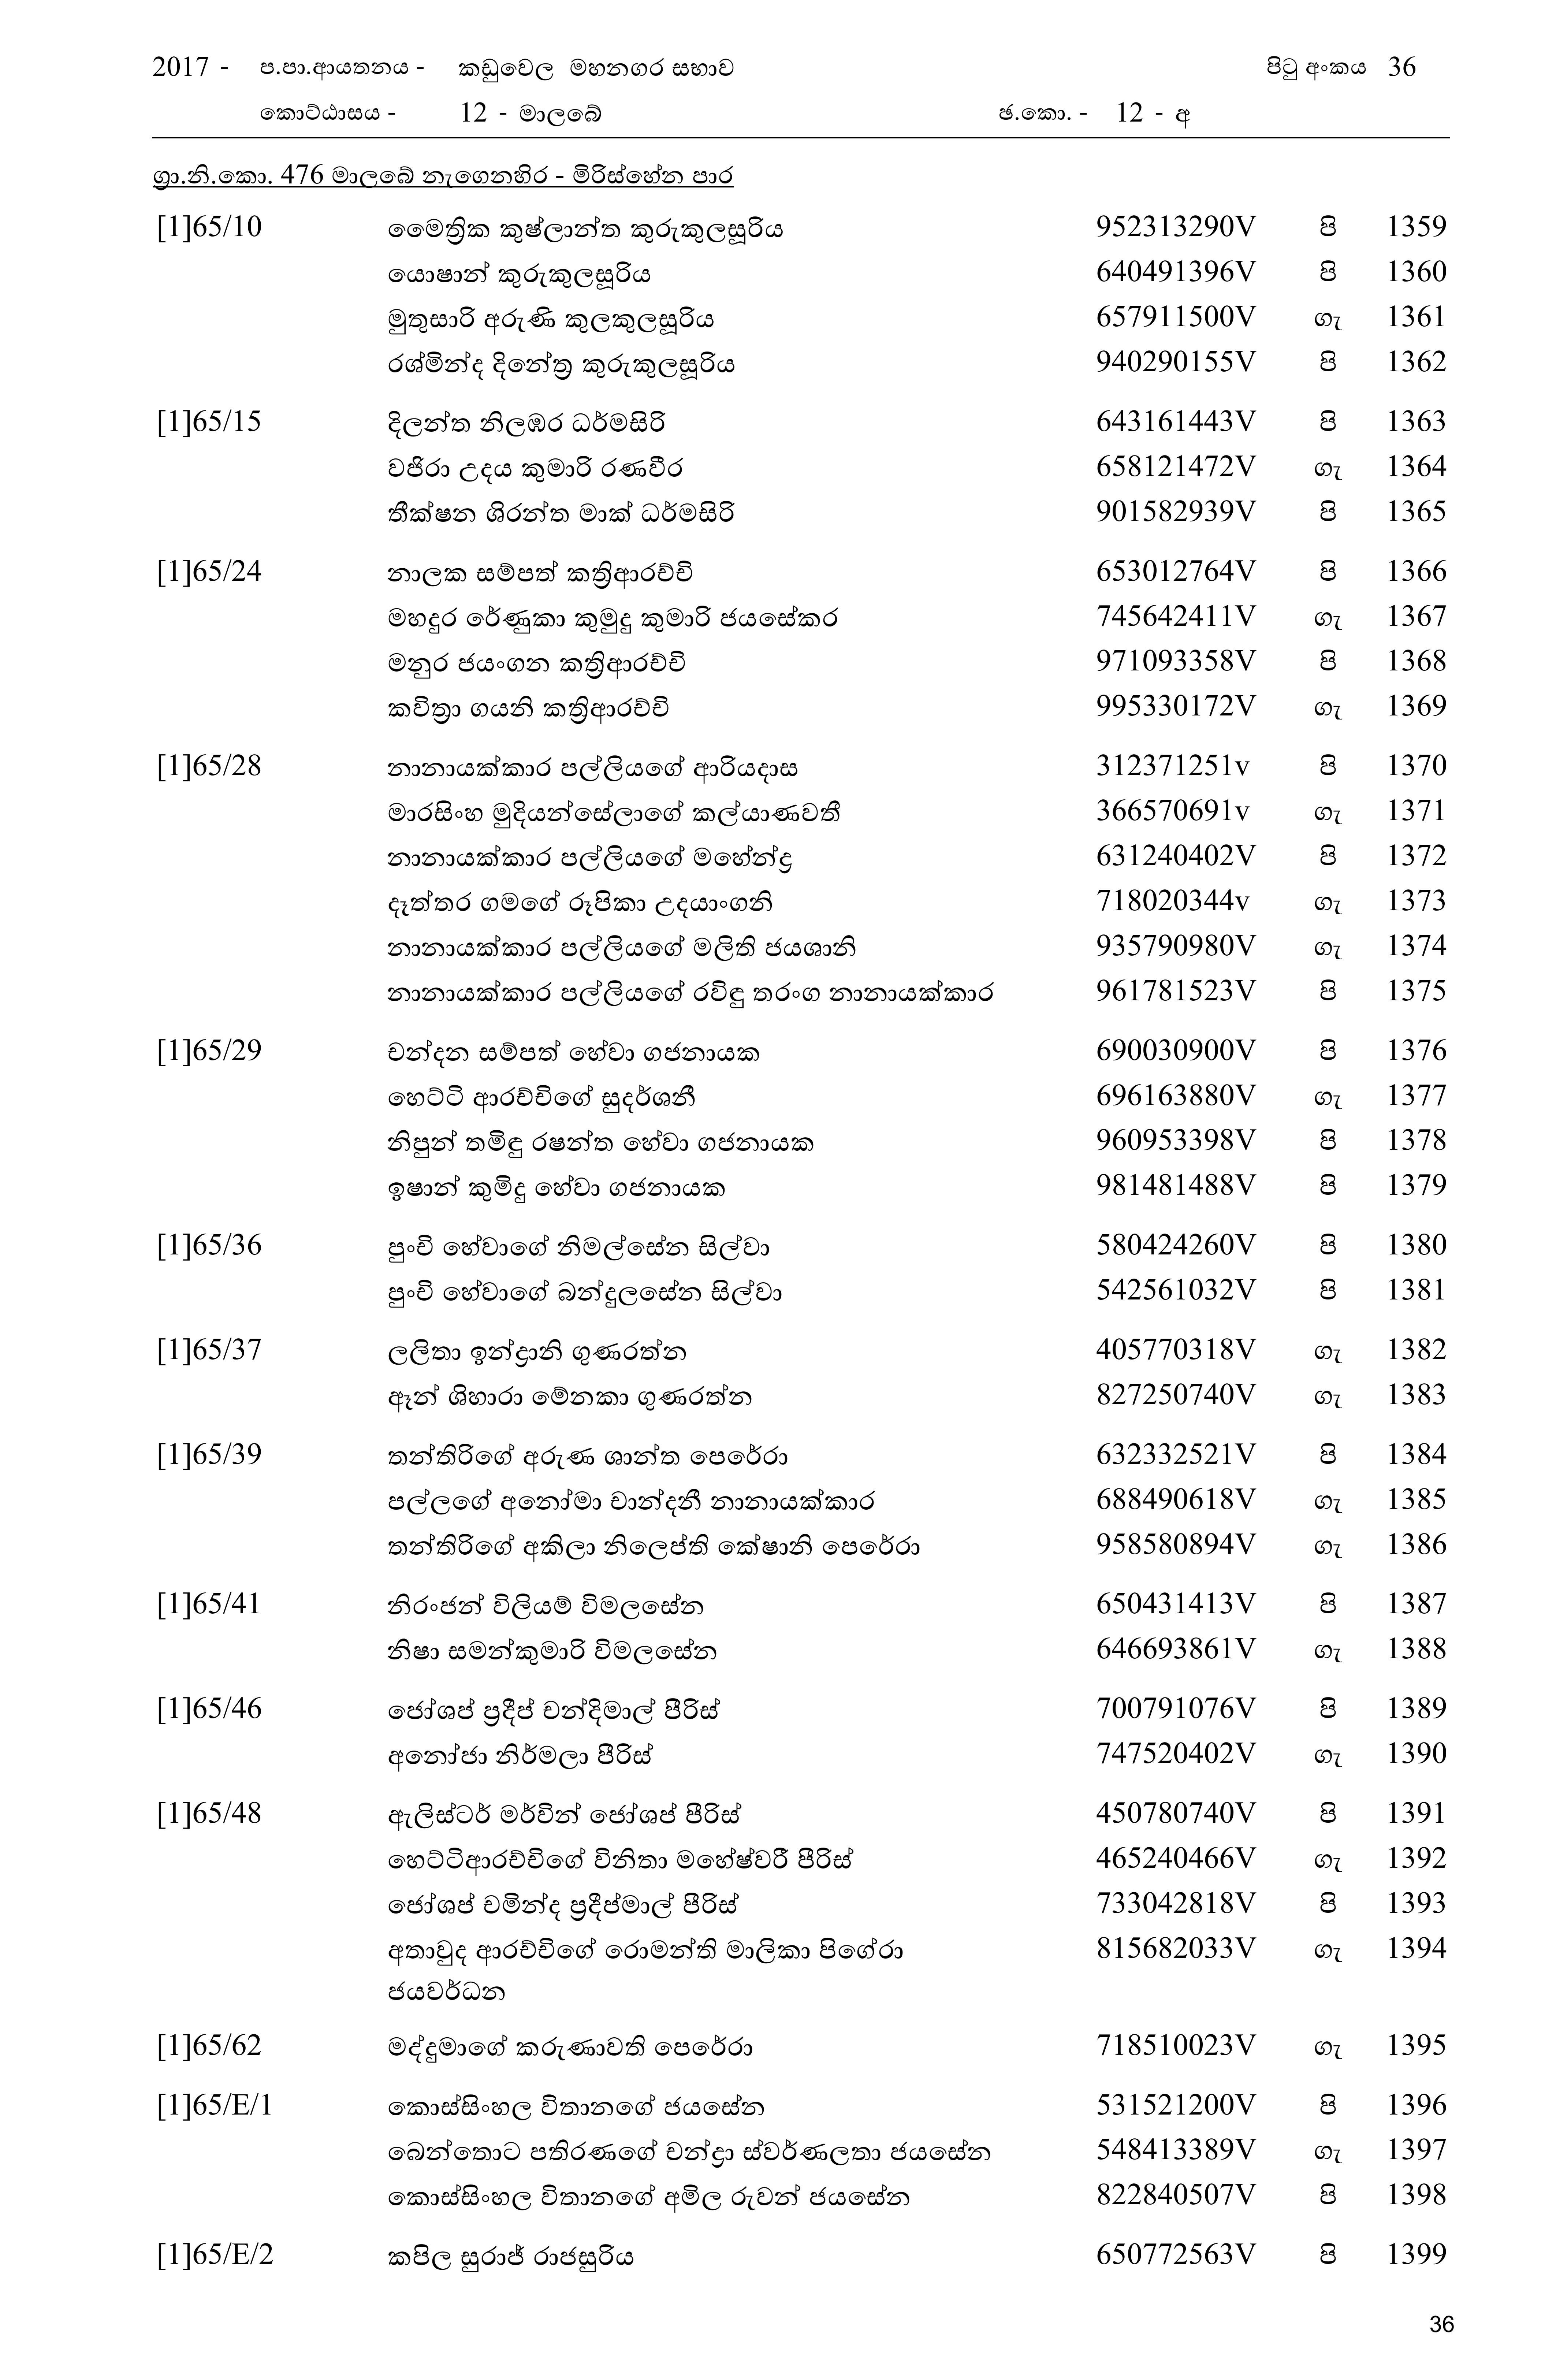 2017 - ප.පා.ආයතනය - කඩුවෙල මහනගර සභාව පිටු අංකය 36
කොට්ඨාසය - 12 - මාලබේ ඡ.කො. - 12 - අ
ග්‍රා.නි.කො. 476 මාලබේ නැගෙනහිර - මිරිස්හේන පාර
[1]65/10 මෛත්‍රික කුෂ්ලාන්ත කුරුකුලසූරිය 952313290V පි 1359
යොෂාන් කුරුකුලසූරිය 640491396V පි 1360
මුතුසාරි අරුණි කුලකුලසූරිය 657911500V ගැ 1361
රශ්මින්ද දිනේත්‍ර කුරුකුලසූරිය 940290155V පි 1362
[1]65/15 දිලන්ත නිලඹර ධර්මසිරි 643161443V පි 1363
වජිරා උදය කුමාරි රණවීර 658121472V ගැ 1364
තීක්ෂන ශිරන්ත මාක් ධර්මසිරි 901582939V පි 1365
[1]65/24 නාලක සම්පත් කත්‍රිආරච්චි 653012764V පි 1366
මහදුර රේණුකා කුමුදු කුමාරි ජයසේකර 745642411V ගැ 1367
මනුර ජයංගන කත්‍රිආරච්චි 971093358V පි 1368
කවිත්‍රා ගයනි කත්‍රිආරච්චි 995330172V ගැ 1369
[1]65/28 නානායක්කාර පල්ලියගේ ආරියදාස 312371251v පි 1370
මාරසිංහ මුදියන්සේලාගේ කල්යාණවතී 366570691v ගැ 1371
නානායක්කාර පල්ලියගේ මහේන්ද්‍ර 631240402V පි 1372
දෑත්තර ගමගේ රූපිකා උදයාංගනි 718020344v ගැ 1373
නානායක්කාර පල්ලියගේ මලිති ජයශානි 935790980V ගැ 1374
නානායක්කාර පල්ලියගේ රවිඳු තරංග නානායක්කාර 961781523V පි 1375
[1]65/29 චන්දන සම්පත් හේවා ගජනායක 690030900V පි 1376
හෙට්ටි ආරච්චිගේ සුදර්ශනී 696163880V ගැ 1377
නිපුන් තමිඳු රෂන්ත හේවා ගජනායක 960953398V පි 1378
ඉෂාන් කුමිදු හේවා ගජනායක 981481488V පි 1379
[1]65/36 පුංචි හේවාගේ නිමල්සේන සිල්වා 580424260V පි 1380
පුංචි හේවාගේ බන්දුලසේන සිල්වා 542561032V පි 1381
[1]65/37 ලලිතා ඉන්ද්‍රානි ගුණරත්න 405770318V ගැ 1382
ඈන් ශිහාරා මේනකා ගුණරත්න 827250740V ගැ 1383
[1]65/39 තන්තිරිගේ අරුණ ශාන්ත පෙරේරා 632332521V පි 1384
පල්ලගේ අනෝමා චාන්දනී නානායක්කාර 688490618V ගැ 1385
තන්තිරිගේ අකිලා නිලෙප්ති කේෂානි පෙරේරා 958580894V ගැ 1386
[1]65/41 නිරංජන් විලියම් විමලසේන 650431413V පි 1387
නිෂා සමන්කුමාරි විමලසේන 646693861V ගැ 1388
[1]65/46 ජෝශප් ප්‍රදීප් චන්දිමාල් පීරිස් 700791076V පි 1389
අනෝජා නිර්මලා පීරිස් 747520402V ගැ 1390
[1]65/48 ඇලිස්ටර් මර්වින් ජෝශප් පීරිස් 450780740V පි 1391
හෙට්ටිආරච්චිගේ විනිතා මහේෂ්වරී පීරිස් 465240466V ගැ 1392
ජෝශප් චමින්ද ප්‍රදීප්මාල් පීරිස් 733042818V පි 1393
අතාවුද ආරච්චිගේ රොමන්ති මාලිකා පිගේරා 815682033V ගැ 1394
ජයවර්ධන
[1]65/62 මද්දුමාගේ කරුණාවති පෙරේරා 718510023V ගැ 1395
[1]65/E/1 කොස්සිංහල විතානගේ ජයසේන 531521200V පි 1396
බෙන්තොට පතිරණගේ චන්ද්‍රා ස්වර්ණලතා ජයසේන 548413389V ගැ 1397
කොස්සිංහල විතානගේ අමිල රුවන් ජයසේන 822840507V පි 1398
[1]65/E/2 කපිල සුරාජ් රාජසුරිය 650772563V පි 1399
36